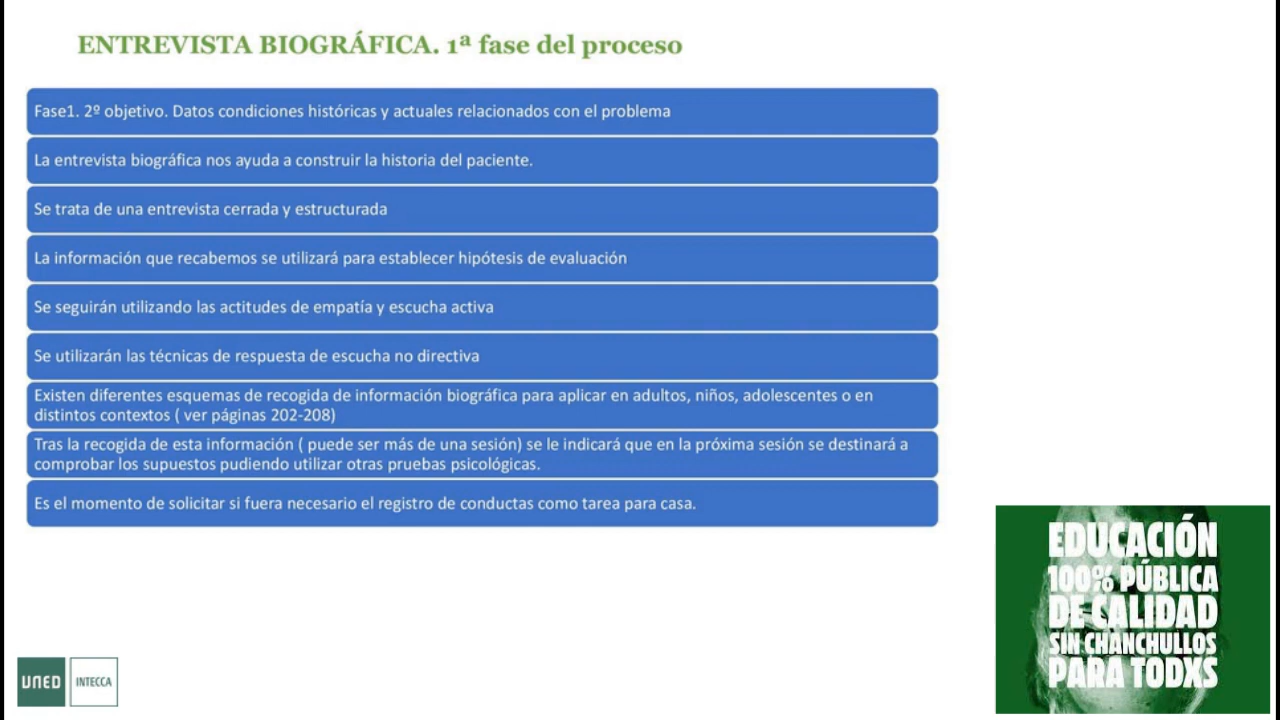 ENTREVISTA BIOGRÁFICA. 1ª fase del proceso
Fase1. 2º objetivo. Datos condiciones históricas y actuales relacionados con el problema
La entrevista biográfica nos ayuda a construir la historia del paciente.
Se trata de una entrevista cerrada y estructurada
La información que recabemos se utilizará para establecer hipótesis de evaluación
Se seguirán utilizando las actitudes de empatía y escucha activa
Se utilizarán las técnicas de respuesta de escucha no directiva
Existen diferentes esquemas de recogida de información biográfica para aplicar en adultos, niños, adolescentes o en
distintos contextos ( ver páginas 202-208)
Tras la recogida de esta información ( puede ser más de una sesión) se le indicará que en la próxima sesión se destinará a
comprobar los supuestos pudiendo utilizar otras pruebas psicológicas.
Es el momento de solicitar si fuera necesario el registro de conductas como tarea para casa.
EDUCACIÓN
100% PÚBLICA
DE CALIDAD
SIN CHANCHULLOS
PARA TODXS
UNED INTECCA